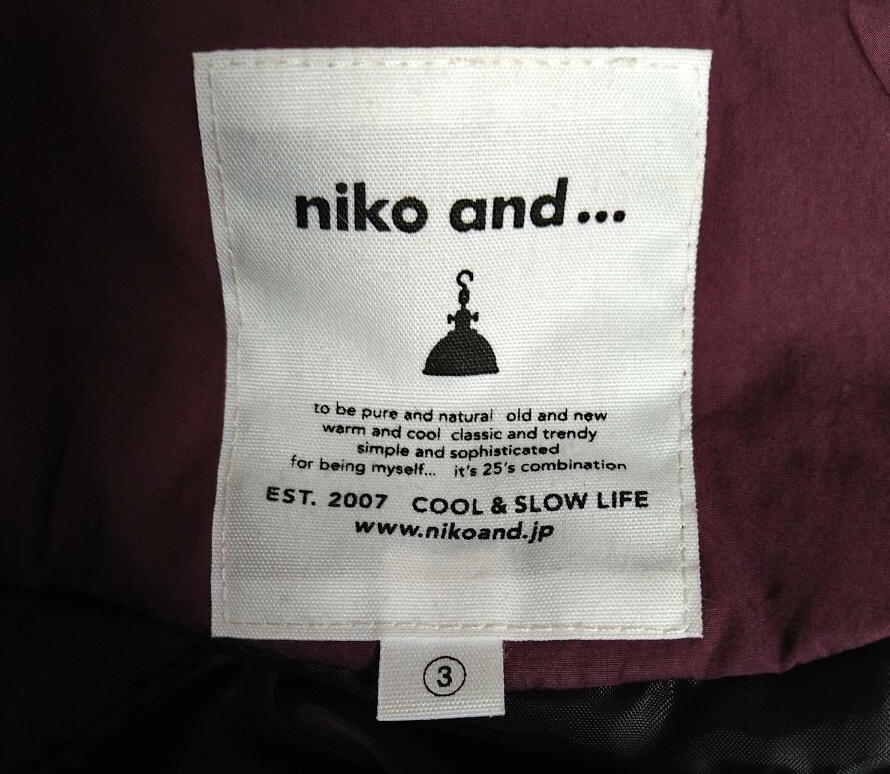 niko and...
to be pure and natural old and new
warm and cool classic and trendy
simple and sophisticated
for being myself... it's 25's combination
EST. 2007 COOL & SLOW LIFE
www.nikoand.jp
3